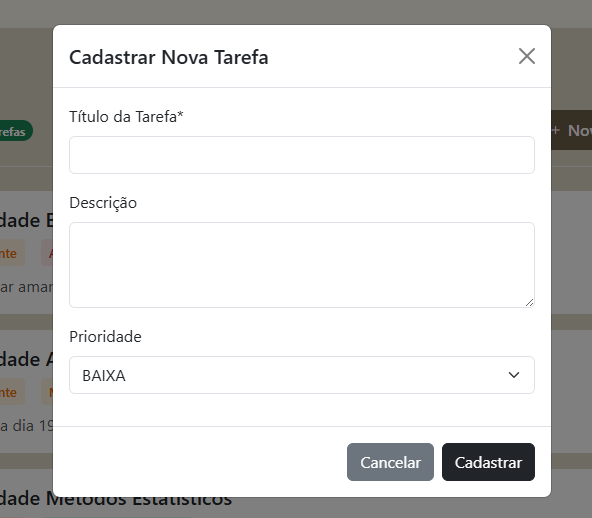 Cadastrar Nova Tarefa
Título da Tarefa*
refas
+ Nov
Descrição
dade
nte
ar amar
Prioridade
BAIXA
dade A
nte
a dia 19
Cancelar
Cadastrar
dade Métodos Estatísticos